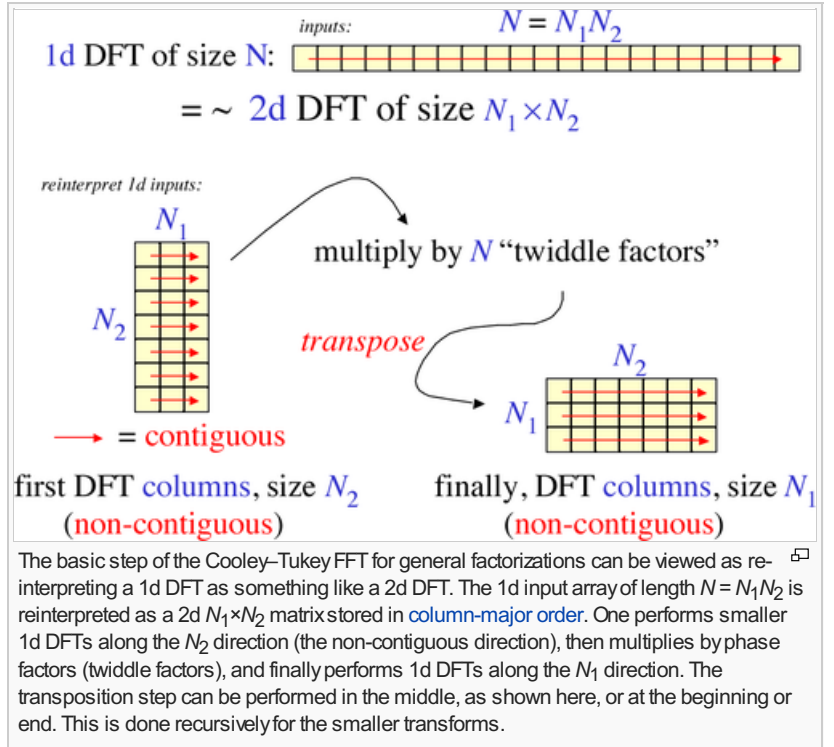 inputs: N = N₁N₂
1d DFT of size N:
= ~ 2d DFT of size N₁×N₂
reinterpret 1d inputs:
N₁
multiply by N “twiddle factors”
N₂
transpose
N₂
N₁
= contiguous
first DFT columns, size N₂
(non-contiguous)
finally, DFT columns, size N₁
(non-contiguous)
The basic step of the Cooley–Tukey FFT for general factorizations can be viewed as re-
interpreting a 1d DFT as something like a 2d DFT. The 1d input array of length N = N₁N₂ is
reinterpreted as a 2d N₁×N₂ matrix stored in column-major order. One performs smaller
1d DFTs along the N₂ direction (the non-contiguous direction), then multiplies by phase
factors (twiddle factors), and finally performs 1d DFTs along the N₁ direction. The
transposition step can be performed in the middle, as shown here, or at the beginning or
end. This is done recursively for the smaller transforms.